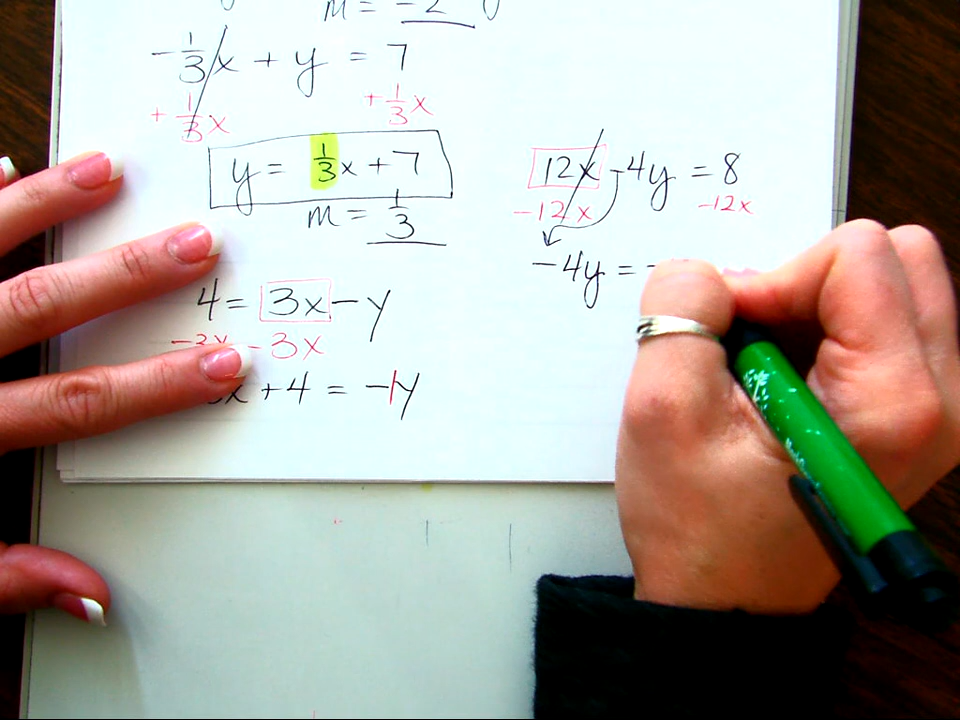 m = -2
-1/3x + y = 7
+1/3x +1/3x
y = 1/3x + 7
m = 1/3
4 = 3x - y
-3x -3x
x + 4 = -1y
12x - 4y = 8
-12x -12x
-4y = -